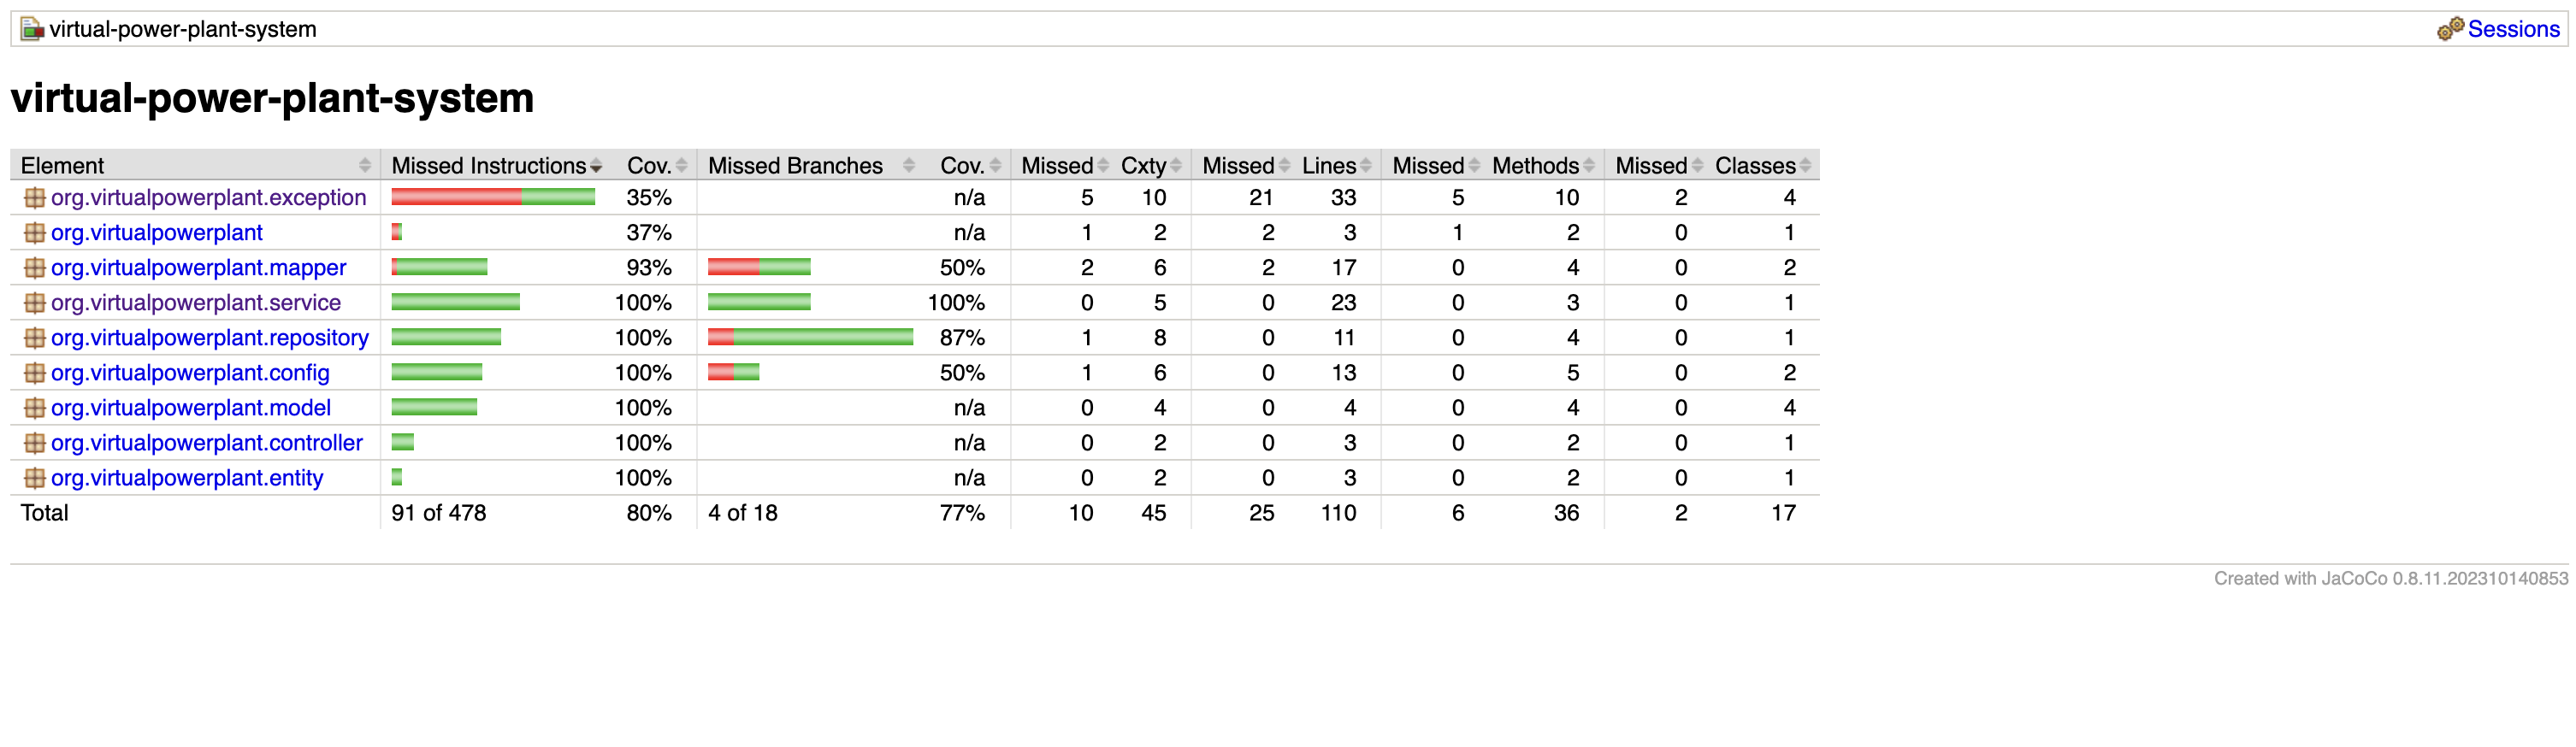 virtual-power-plant-system Sessions
virtual-power-plant-system
Element Missed Instructions Cov. Missed Branches Cov. Missed Cxty Missed Lines Missed Methods Missed Classes
org.virtualpowerplant.exception 35% n/a 5 10 21 33 5 10 2 4
org.virtualpowerplant 37% n/a 1 2 2 3 1 2 0 1
org.virtualpowerplant.mapper 93% 50% 2 6 2 17 0 4 0 2
org.virtualpowerplant.service 100% 100% 0 5 0 23 0 3 0 1
org.virtualpowerplant.repository 100% 87% 1 8 0 11 0 4 0 1
org.virtualpowerplant.config 100% 50% 1 6 0 13 0 5 0 2
org.virtualpowerplant.model 100% n/a 0 4 0 4 0 4 0 4
org.virtualpowerplant.controller 100% n/a 0 2 0 3 0 2 0 1
org.virtualpowerplant.entity 100% n/a 0 2 0 3 0 2 0 1
Total 91 of 478 80% 4 of 18 77% 10 45 25 110 6 36 2 17
Created with JaCoCo 0.8.11.202310140853